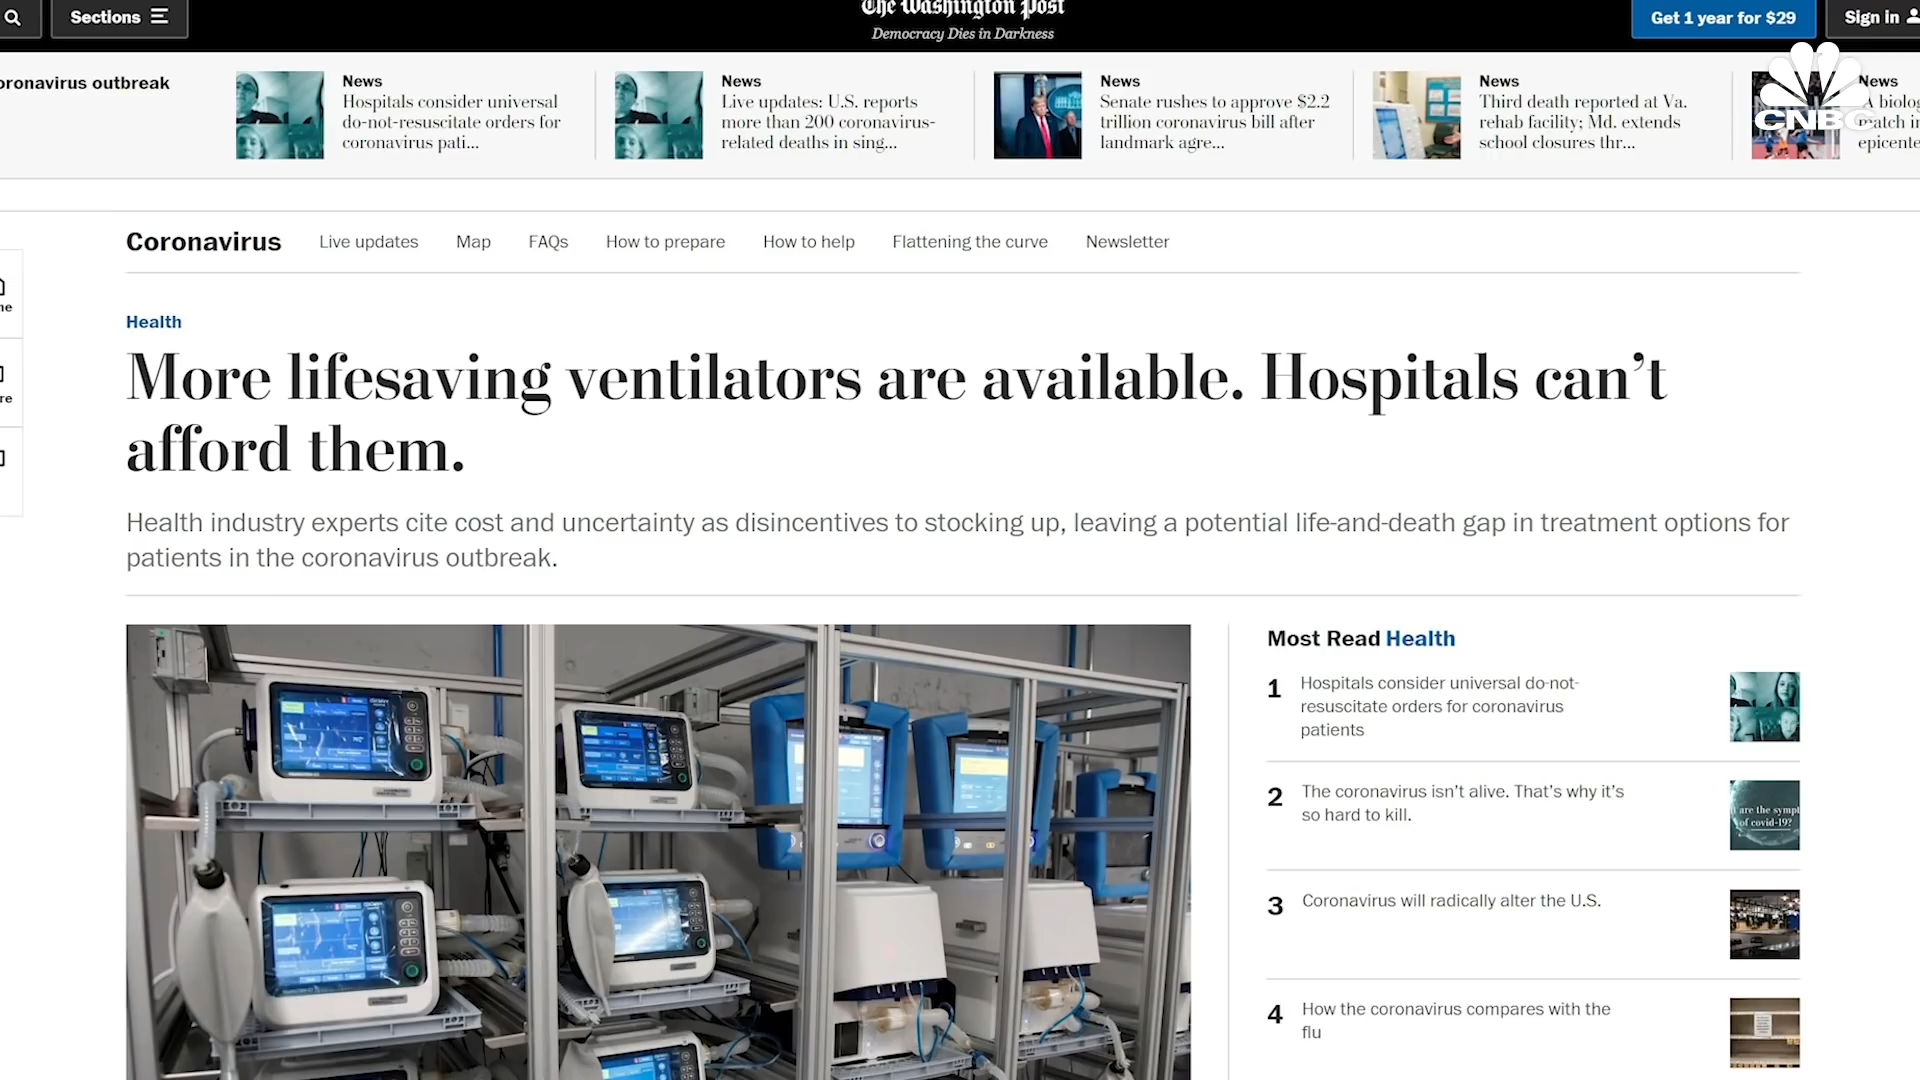 The Washington Post
Democracy Dies in Darkness
Sections
Get 1 year for $29
Sign in
oronavirus outbreak
News
Hospitals consider universal
do-not-resuscitate orders for
coronavirus pati...
News
Live updates: U.S. reports
more than 200 coronavirus-
related deaths in sing...
News
Senate rushes to approve $2.2
trillion coronavirus bill after
landmark agre...
News
Third death reported at Va.
rehab facility; Md. extends
school closures thr...
News
A biolog
match in
epicente
CNBC
Coronavirus
Live updates
Map
FAQs
How to prepare
How to help
Flattening the curve
Newsletter
Health
More lifesaving ventilators are available. Hospitals can’t
afford them.
Health industry experts cite cost and uncertainty as disincentives to stocking up, leaving a potential life-and-death gap in treatment options for
patients in the coronavirus outbreak.
Most Read Health
1
Hospitals consider universal do-not-
resuscitate orders for coronavirus
patients
2
The coronavirus isn’t alive. That’s why it’s
so hard to kill.
are the sympt
of covid-19?
3
Coronavirus will radically alter the U.S.
4
How the coronavirus compares with the
flu